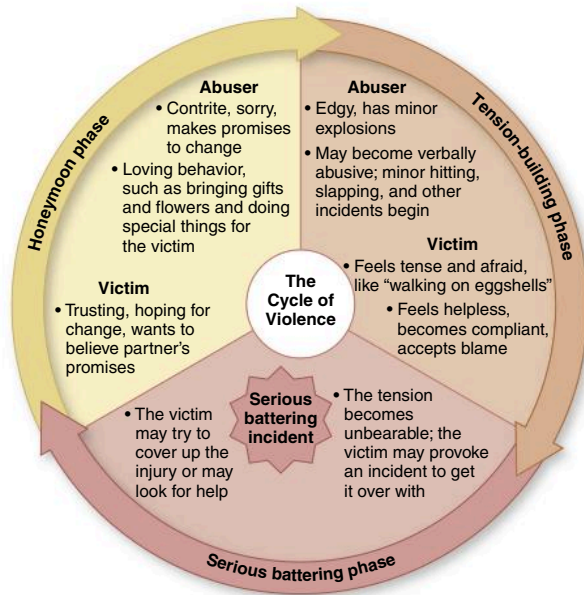 Honeymoon phase
Abuser
• Contrite, sorry,
makes promises
to change
• Loving behavior,
such as bringing gifts
and flowers and doing
special things for
the victim
Victim
• Trusting, hoping for
change, wants to
believe partner’s
promises
Tension-building phase
Abuser
• Edgy, has minor
explosions
• May become verbally
abusive; minor hitting,
slapping, and other
incidents begin
Victim
• Feels tense and afraid,
like “walking on eggshells”
• Feels helpless,
becomes compliant,
accepts blame
The
Cycle of
Violence
Serious
battering
incident
• The tension
becomes
unbearable; the
victim may provoke
an incident to get
it over with
• The victim
may try to
cover up the
injury or may
look for help
Serious battering phase